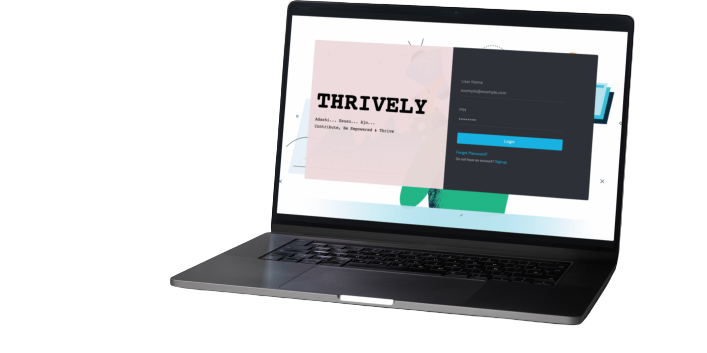 THRIVELY
Adashi... Esusu... Ajo...
Contribute, Be Empowered & Thrive
User Name
example@example.com
Login
Forgot Password?
Do not have an account? Signup